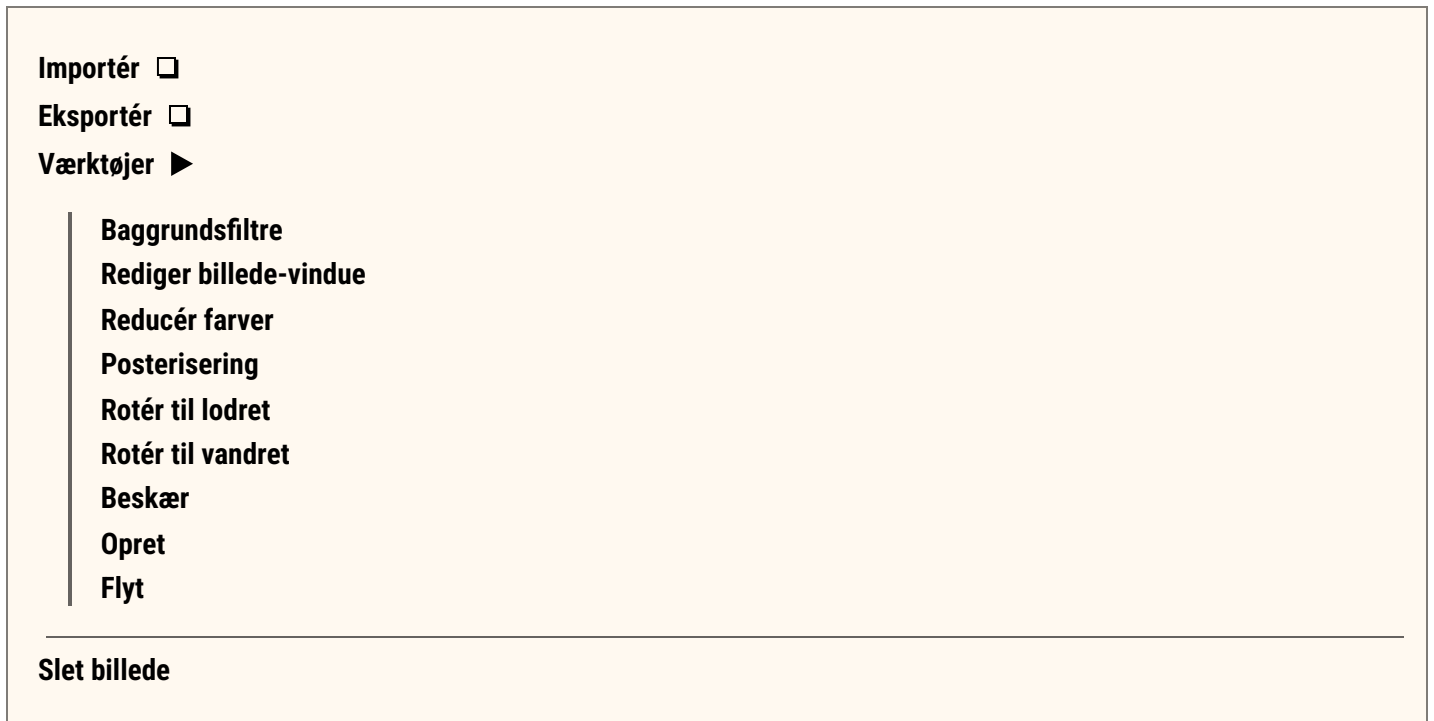 Importér ❏
Eksportér ❏
Værktøjer ▶
Baggrundsfiltre
Rediger billede-vindue
Reducér farver
Posterisering
Rotér til lodret
Rotér til vandret
Beskær
Opret
Flyt
Slet billede